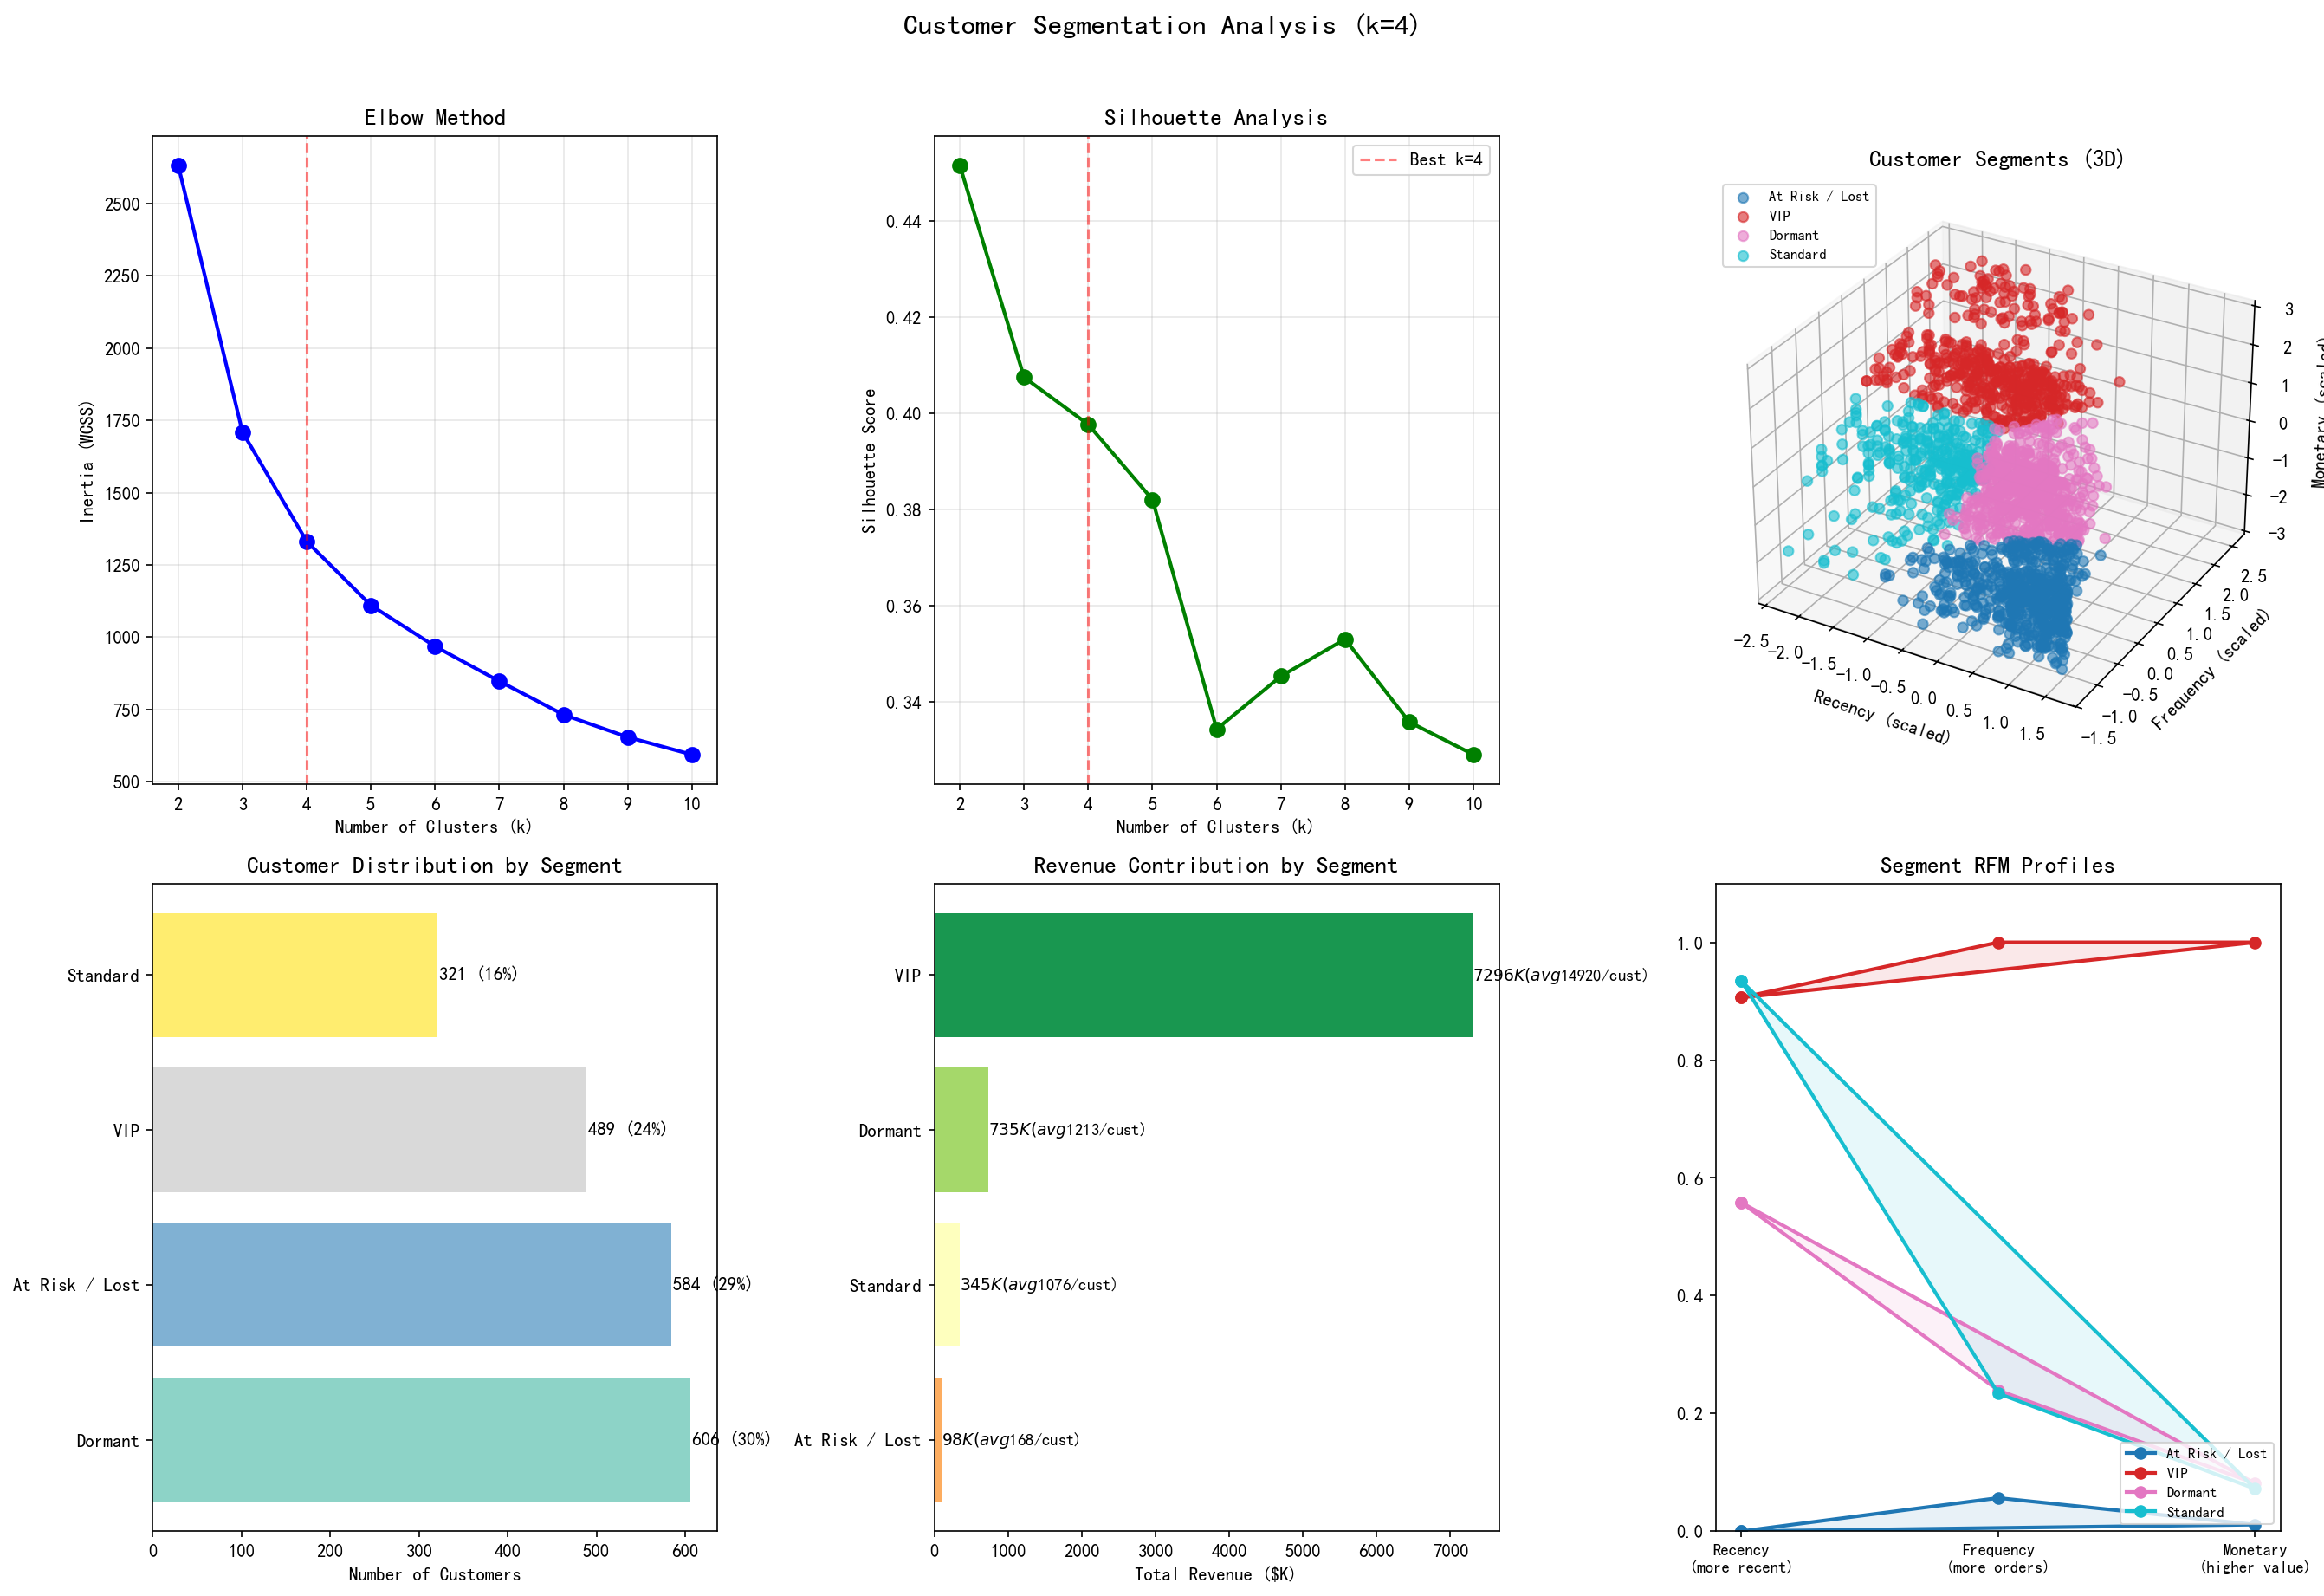 Customer Segmentation Analysis (k=4)
Elbow Method
Inertia (WCSS)
2500
2250
2000
1750
1500
1250
1000
750
500
2 3 4 5 6 7 8 9 10
Number of Clusters (k)
Silhouette Analysis
Best k=4
Silhouette Score
0.44
0.42
0.40
0.38
0.36
0.34
2 3 4 5 6 7 8 9 10
Number of Clusters (k)
Customer Segments (3D)
At Risk / Lost
VIP
Dormant
Standard
3
2
1
0
−1
−2
−3
Monetary (scaled)
2.5
2.0
1.5
1.0
0.5
0.0
−0.5
−1.0
−1.5
Frequency (scaled)
−2.5 −2.0 −1.5 −1.0 −0.5 0.0 0.5 1.0 1.5
Recency (scaled)
Customer Distribution by Segment
Standard
321 (16%)
VIP
489 (24%)
At Risk / Lost
584 (29%)
Dormant
606 (30%)
0 100 200 300 400 500 600
Number of Customers
Revenue Contribution by Segment
VIP
7296K(avg14920/cust)
Dormant
735K(avg1213/cust)
Standard
345K(avg1076/cust)
At Risk / Lost
98K(avg168/cust)
0 1000 2000 3000 4000 5000 6000 7000
Total Revenue ($K)
Segment RFM Profiles
1.0
0.8
0.6
0.4
0.2
0.0
At Risk / Lost
VIP
Dormant
Standard
Recency
(more recent)
Frequency
(more orders)
Monetary
(higher value)